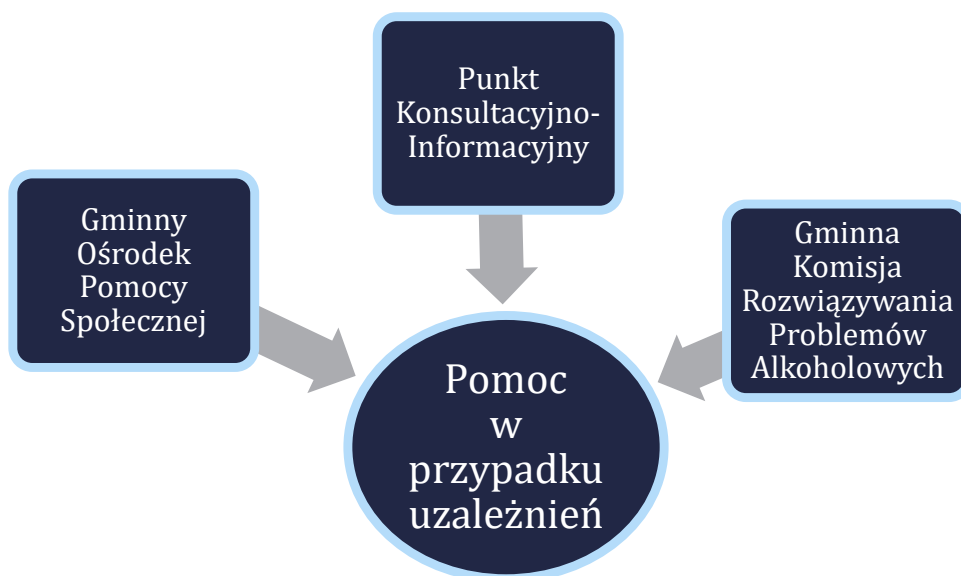 Punkt
Konsultacyjno-
Informacyjny
Gminny
Ośrodek
Pomocy
Społecznej
Gminna
Komisja
Rozwiązywania
Problemów
Alkoholowych
Pomoc
w
przypadku
uzależnień